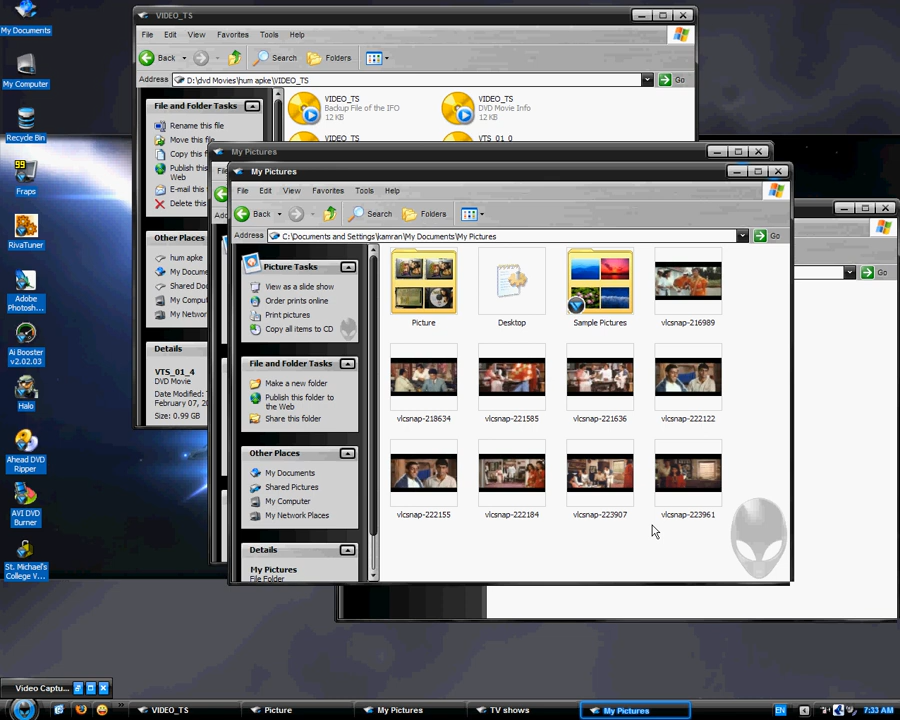 My Documents
My Computer
Recycle Bin
99
Fraps
RivaTuner
Adobe
Photosh...
Ai Booster
v2.02.03
Halo
Ahead DVD
Ripper
AVI DVD
Burner
St. Michael's
College V...
VIDEO_TS
File Edit View Favorites Tools Help
Back Search Folders
Address D:\dvd Movies\hum apke\VIDEO_TS Go
File and Folder Tasks
Rename this file
Move this file
Copy this
Publish this
Web
E-mail this
Delete this
Other Places
hum apke
My Docume
Shared Doc
My Comput
My Networ
Details
VTS_01_4
DVD Movie
Date Modified:
February 07, 2
Size: 0.99 GB
VIDEO_TS
Backup File of the IFO
12 KB
VIDEO_TS
DVD Movie Info
12 KB
VIDEO_TS
VTS_01_0
My Pictures
Go
My Pictures
File Edit View Favorites Tools Help
Back Search Folders
Address C:\Documents and Settings\kamran\My Documents\My Pictures Go
Picture Tasks
View as a slide show
Order prints online
Print pictures
Copy all items to CD
File and Folder Tasks
Make a new folder
Publish this folder to
the Web
Share this folder
Other Places
My Documents
Shared Pictures
My Computer
My Network Places
Details
My Pictures
File Folder
Picture
Desktop
Sample Pictures
vlcsnap-216989
vlcsnap-218634
vlcsnap-221585
vlcsnap-221636
vlcsnap-222122
vlcsnap-222155
vlcsnap-222184
vlcsnap-223907
vlcsnap-223961
Video Captu...
VIDEO_TS
Picture
My Pictures
TV shows
My Pictures
EN
7:33 AM